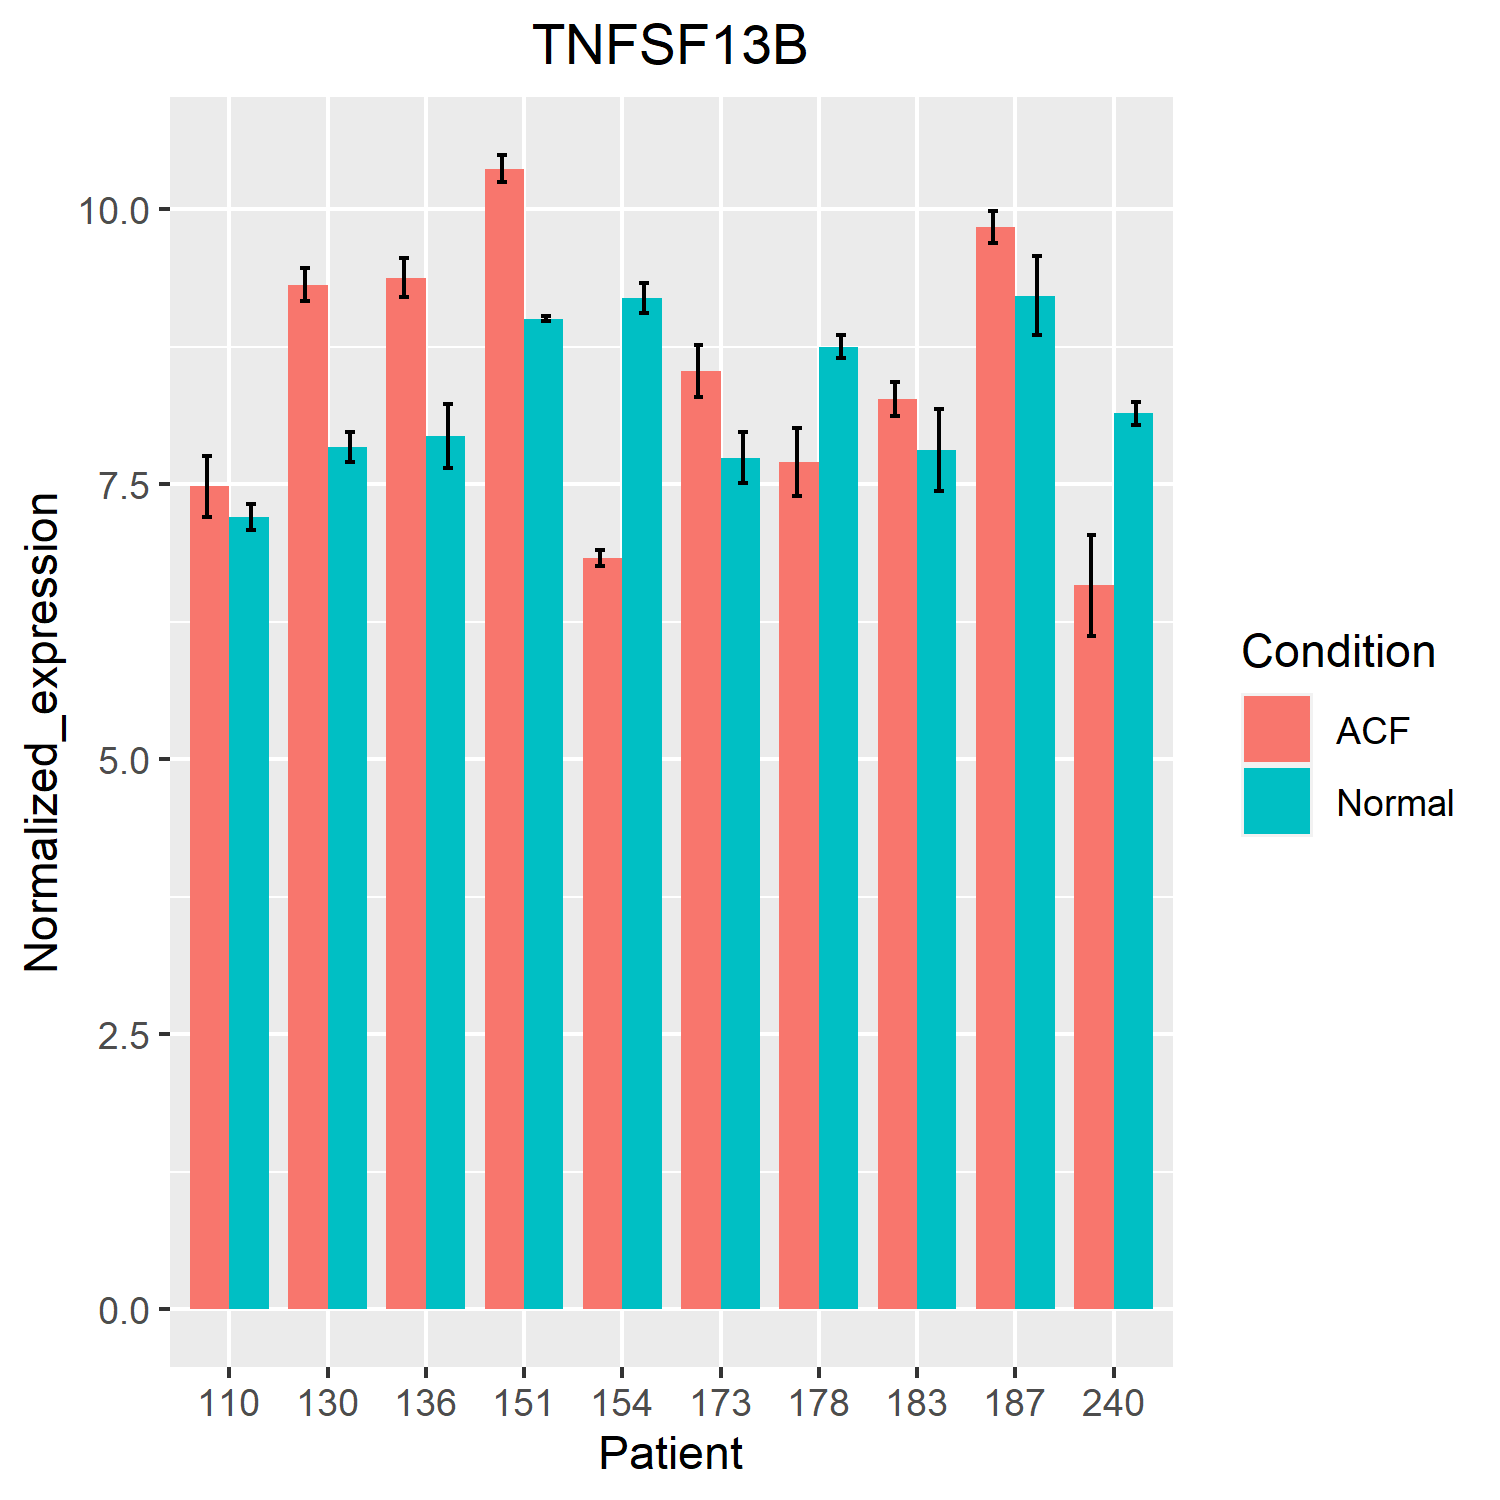 TNFSF13B
10.0
7.5
5.0
2.5
0.0
Normalized_expression
110 130 136 151 154 173 178 183 187 240
Patient
Condition
ACF
Normal